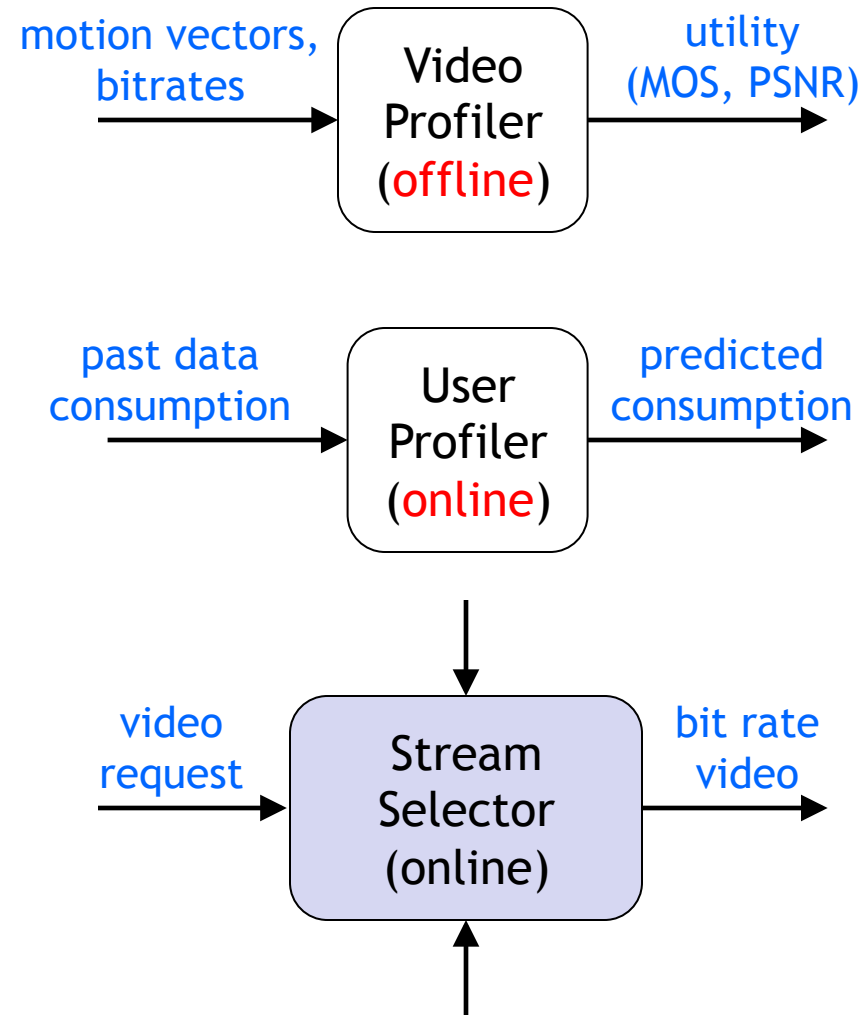 motion vectors,
bitrates
Video
Profiler
(offline)
utility
(MOS, PSNR)
past data
consumption
User
Profiler
(online)
predicted
consumption
video
request
Stream
Selector
(online)
bit rate
video